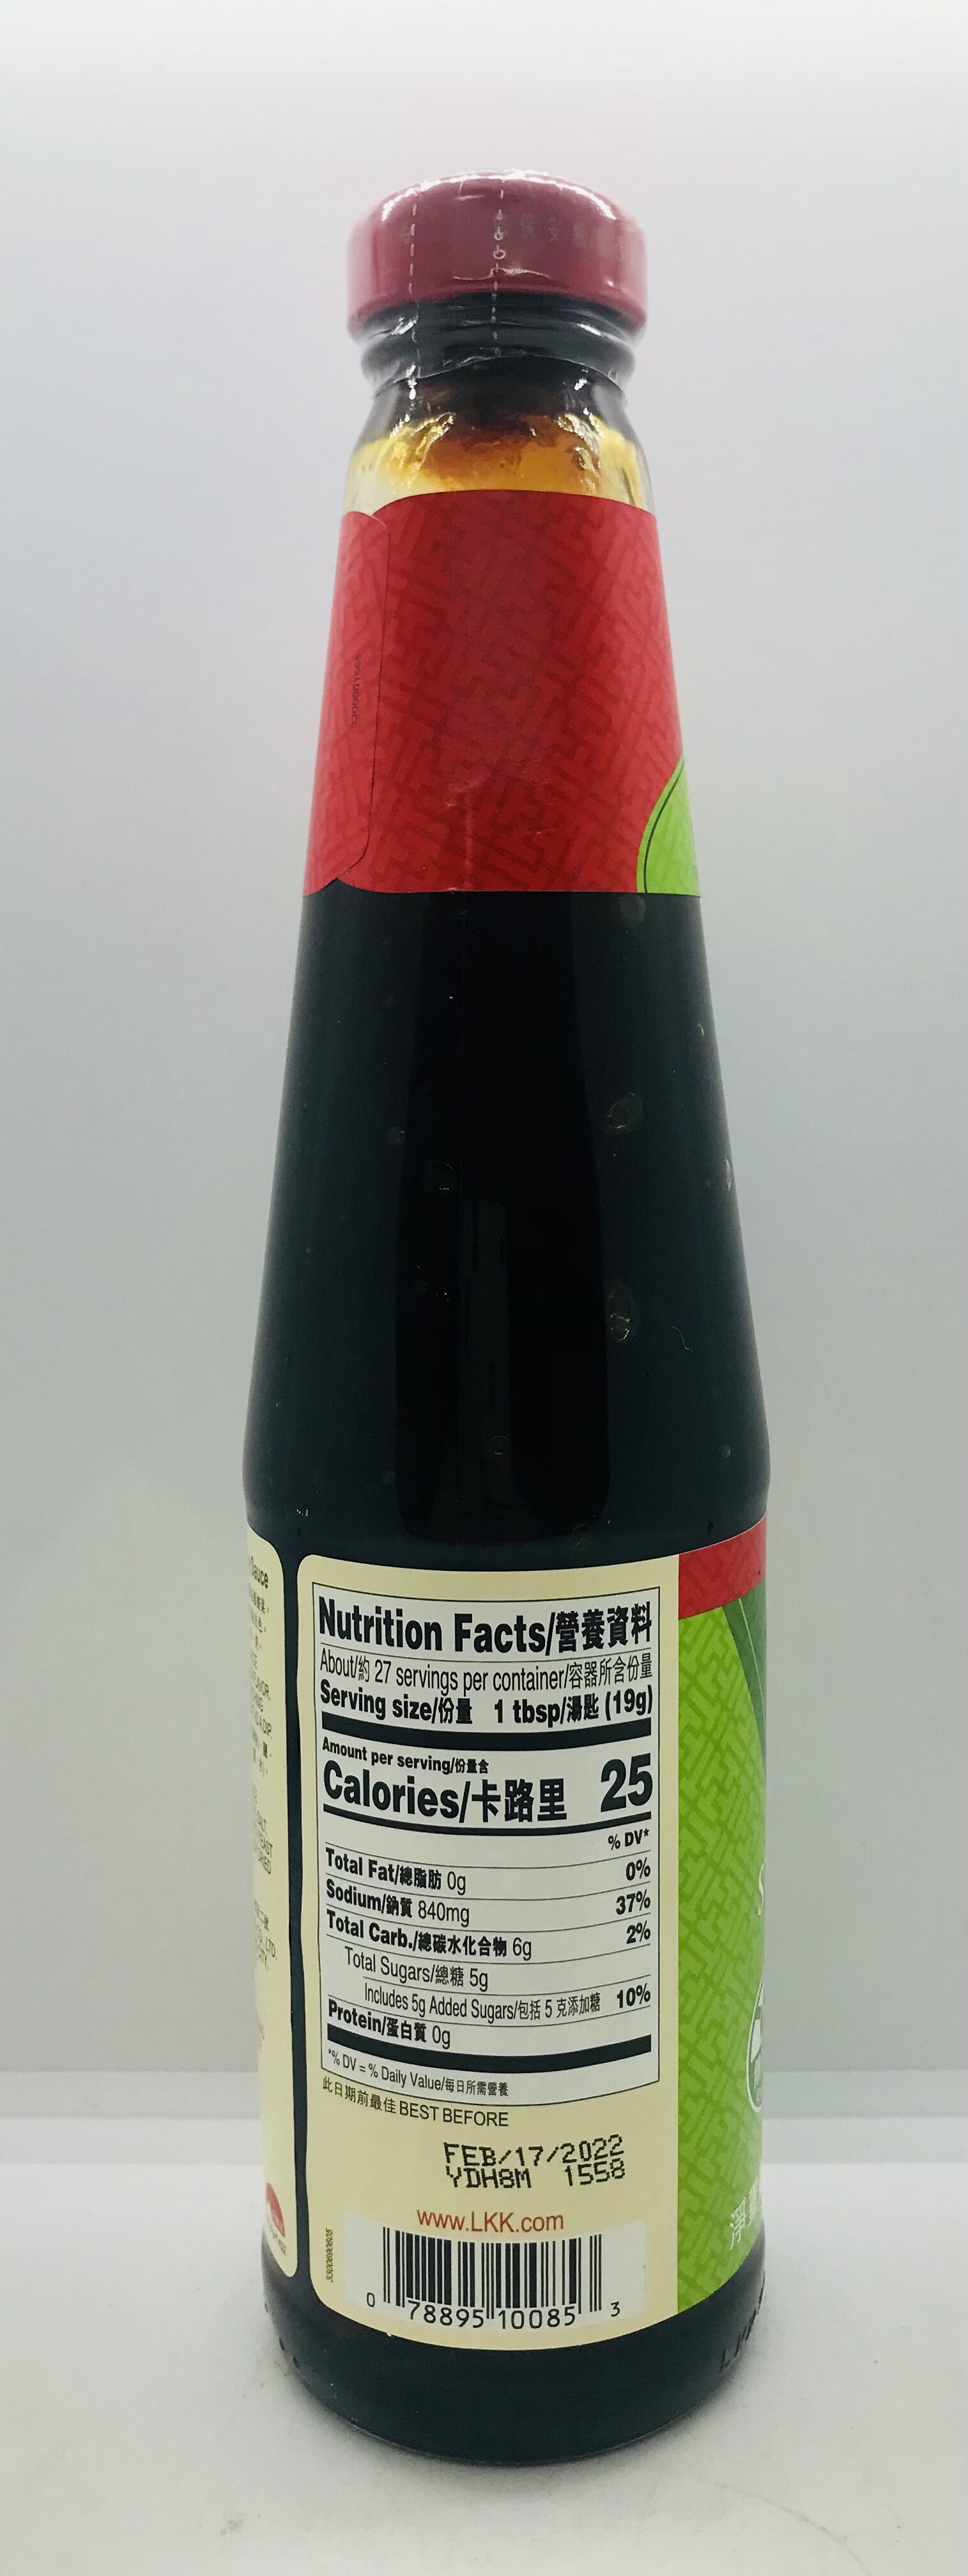 Sauce
Nutrition Facts/營養資料
About/約 27 servings per container/容器所含份量
Serving size/份量 1 tbsp/湯匙 (19g)
Amount per serving/份量含
Calories/卡路里 25
% DV*
Total Fat/總脂肪 0g 0%
Sodium/鈉質 840mg 37%
Total Carb./總碳水化合物 6g 2%
Total Sugars/總糖 5g
Includes 5g Added Sugars/包括 5 克添加糖 10%
Protein/蛋白質 0g
*% DV = % Daily Value/每日所需營養
此日期前最佳 BEST BEFORE
FEB/17/2022
YDH8M 1558
www.LKK.com
0 78895 10085 3
淨